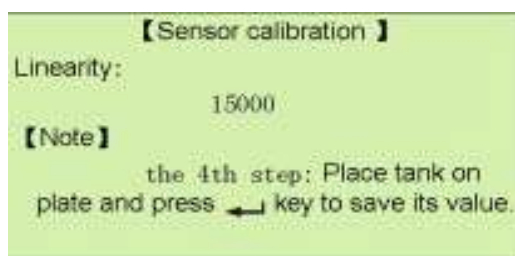 【Sensor calibration 】
Linearity:
15000
【Note】
the 4th step: Place tank on
plate and press ↵ key to save its value.